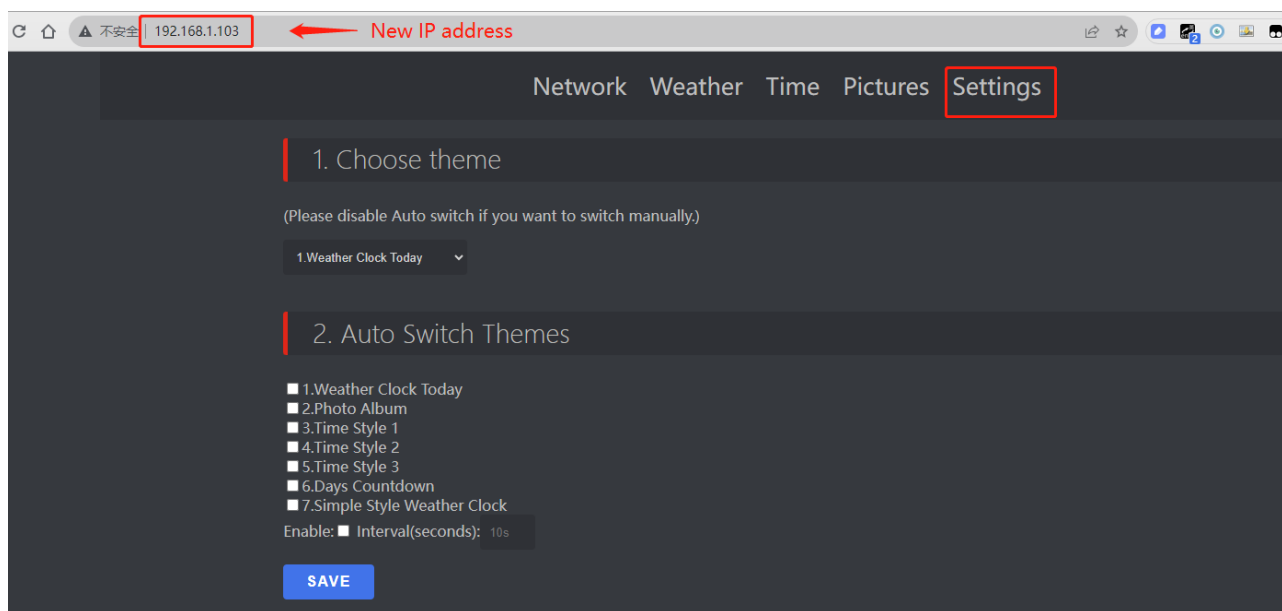 不安全 192.168.1.103 New IP address 2
Network Weather Time Pictures Settings
1. Choose theme
(Please disable Auto switch if you want to switch manually.)
1.Weather Clock Today
2. Auto Switch Themes
1.Weather Clock Today
2.Photo Album
3.Time Style 1
4.Time Style 2
5.Time Style 3
6.Days Countdown
7.Simple Style Weather Clock
Enable: Interval(seconds): 10s
SAVE